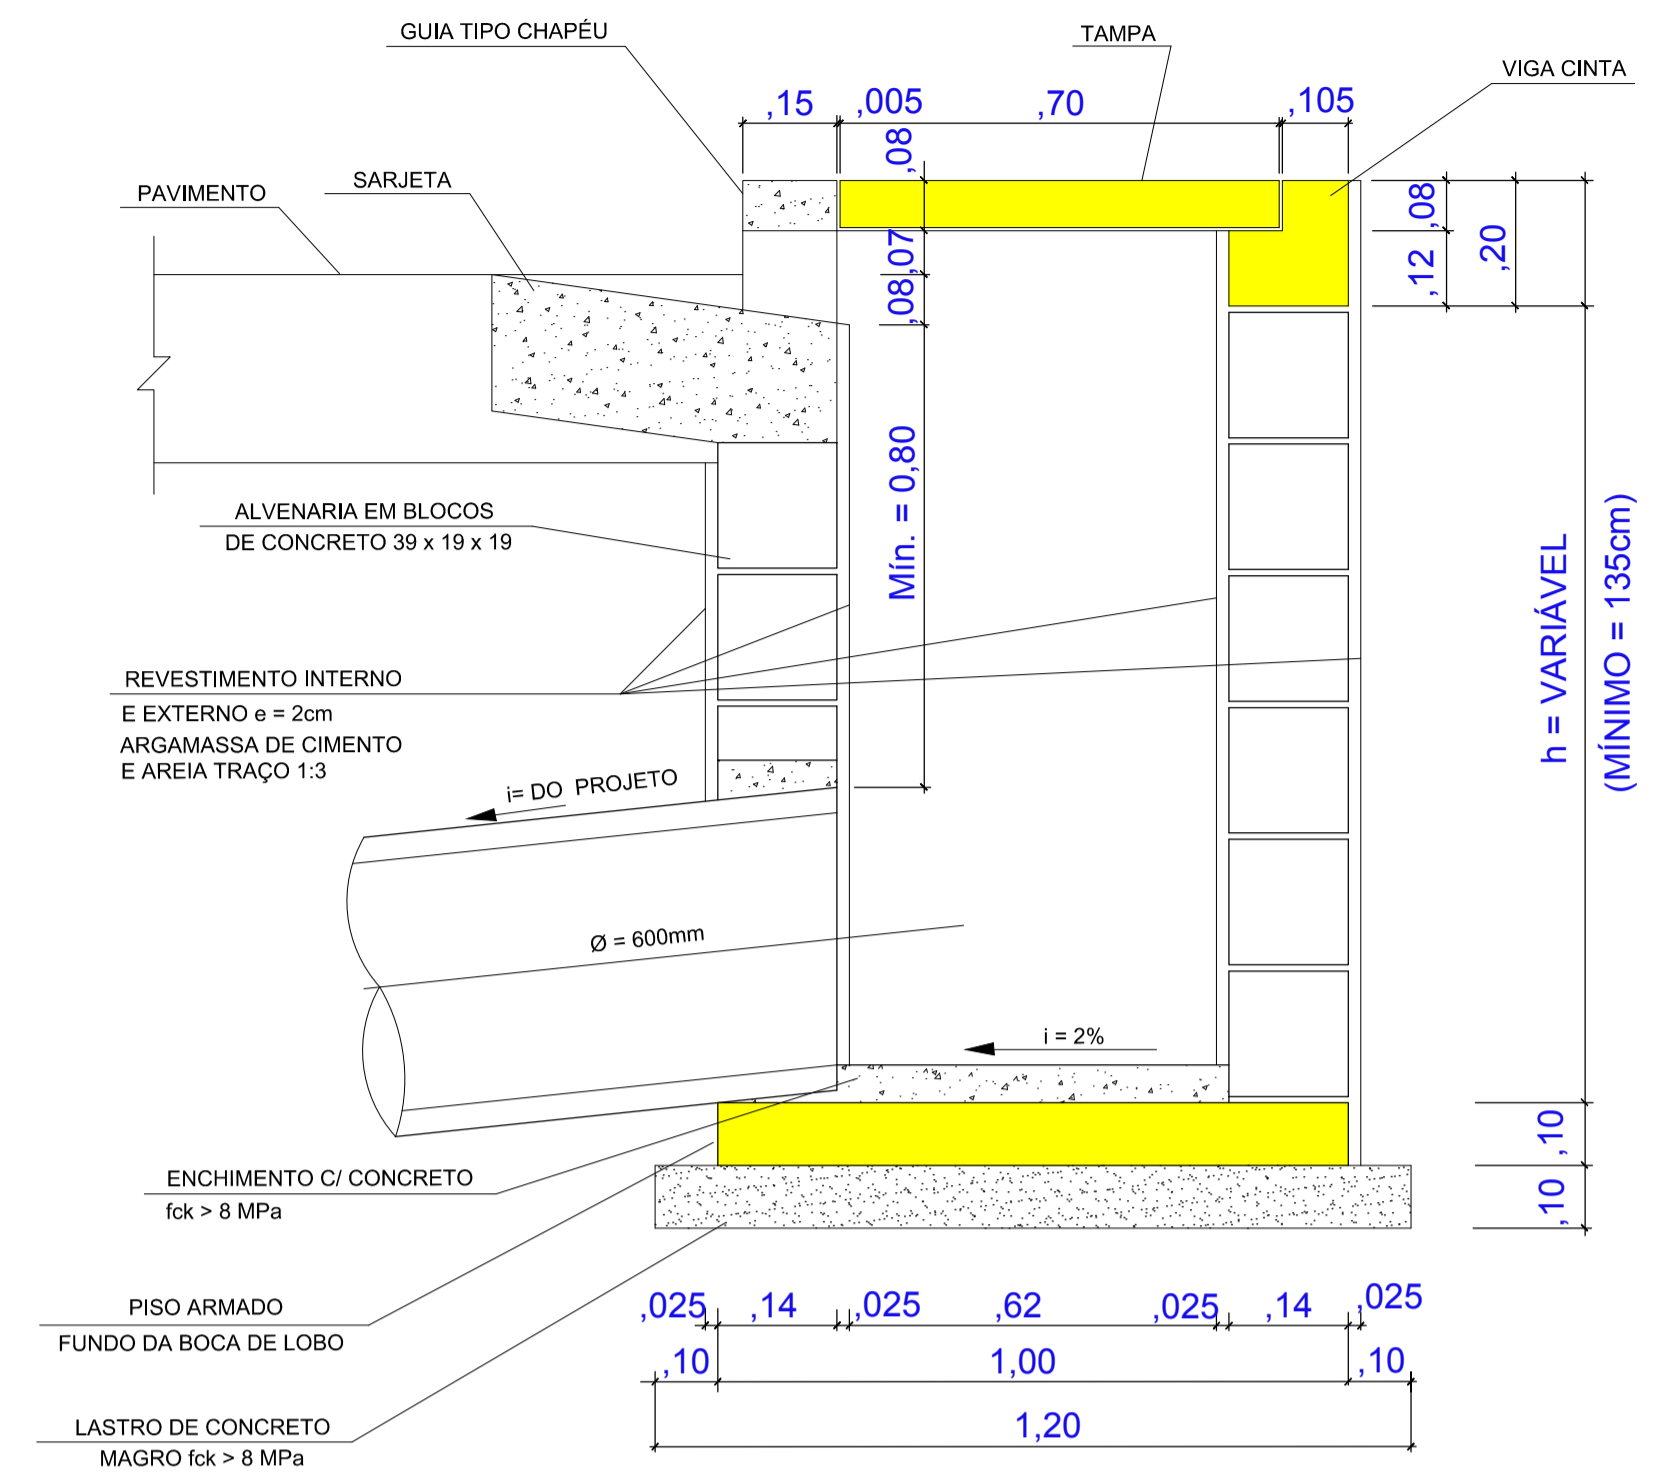 GUIA TIPO CHAPÉU
TAMPA
VIGA CINTA
,15
,005
,70
,105
PAVIMENTO
SARJETA
,08
,07
,08
,08
,12
,20
Mín. = 0,80
ALVENARIA EM BLOCOS
DE CONCRETO 39 x 19 x 19
h = VARIÁVEL
(MÍNIMO = 135cm)
REVESTIMENTO INTERNO
E EXTERNO e = 2cm
ARGAMASSA DE CIMENTO
E AREIA TRAÇO 1:3
i= DO PROJETO
Ø = 600mm
i = 2%
,10
,10
ENCHIMENTO C/ CONCRETO
fck > 8 MPa
PISO ARMADO
FUNDO DA BOCA DE LOBO
,025
,14
,025
,62
,025
,14
,025
,10
1,00
,10
1,20
LASTRO DE CONCRETO
MAGRO fck > 8 MPa